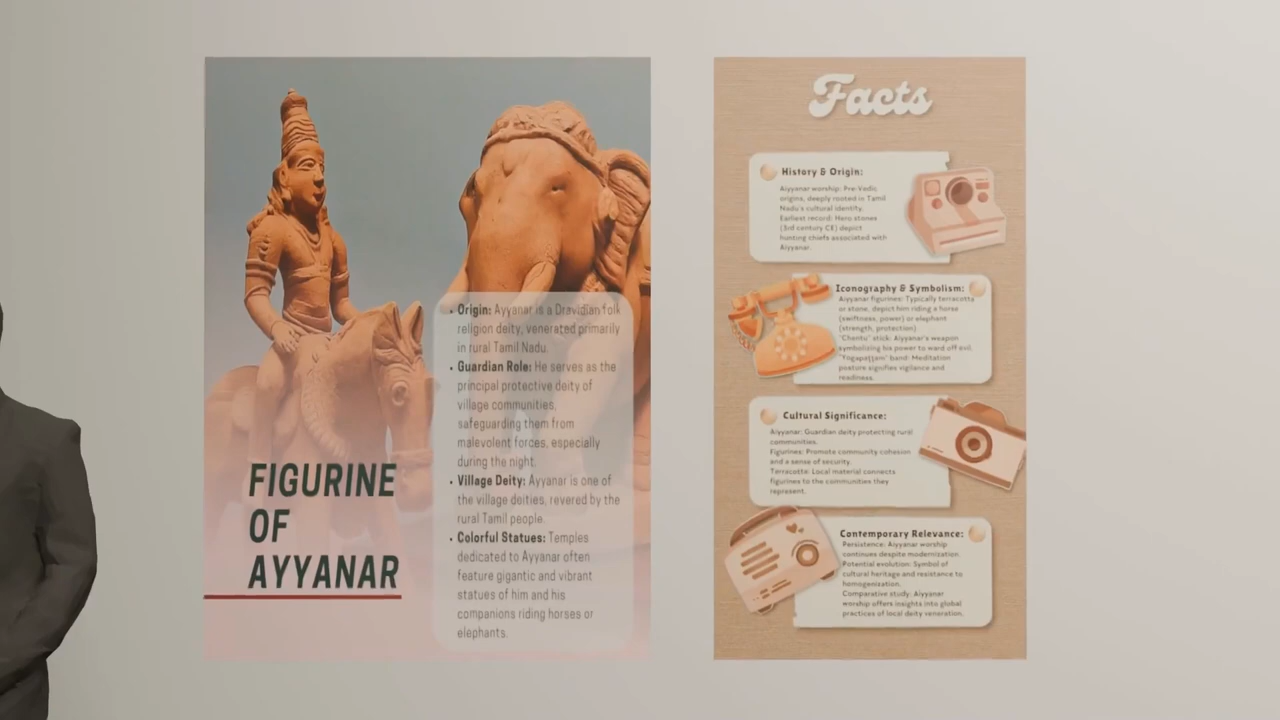 FIGURINE
OF
AYYANAR
• Origin: Ayyanar is a Dravidian folk
religion deity, venerated primarily
in rural Tamil Nadu.
• Guardian Role: He serves as the
principal protective deity of
village communities,
safeguarding them from
malevolent forces, especially
during the night.
• Village Deity: Ayyanar is one of
the village deities, revered by the
rural Tamil people.
• Colorful Statues: Temples
dedicated to Ayyanar often
feature gigantic and vibrant
statues of him and his
companions riding horses or
elephants.
Facts
History & Origin:
Aiyyanar worship: Pre-Vedic
origins, deeply rooted in Tamil
Nadu's cultural identity.
Earliest record: Hero stones
(3rd century CE) depict
hunting chiefs associated with
Aiyyanar.
Iconography & Symbolism:
Aiyyanar figurines: Typically terracotta
or stone, depict him riding a horse
(swiftness, power) or elephant
(strength, protection).
"Chentu" stick: Aiyyanar's weapon
symbolizing his power to ward off evil.
"Yogapaṭṭam" band: Meditation
posture signifies vigilance and
readiness.
Cultural Significance:
Aiyyanar: Guardian deity protecting rural
communities.
Figurines: Promote community cohesion
and a sense of security.
Terracotta: Local material connects
figurines to the communities they
represent.
Contemporary Relevance:
Persistence: Aiyyanar worship
continues despite modernization.
Potential evolution: Symbol of
cultural heritage and resistance to
homogenization.
Comparative study: Aiyyanar
worship offers insights into global
practices of local deity veneration.